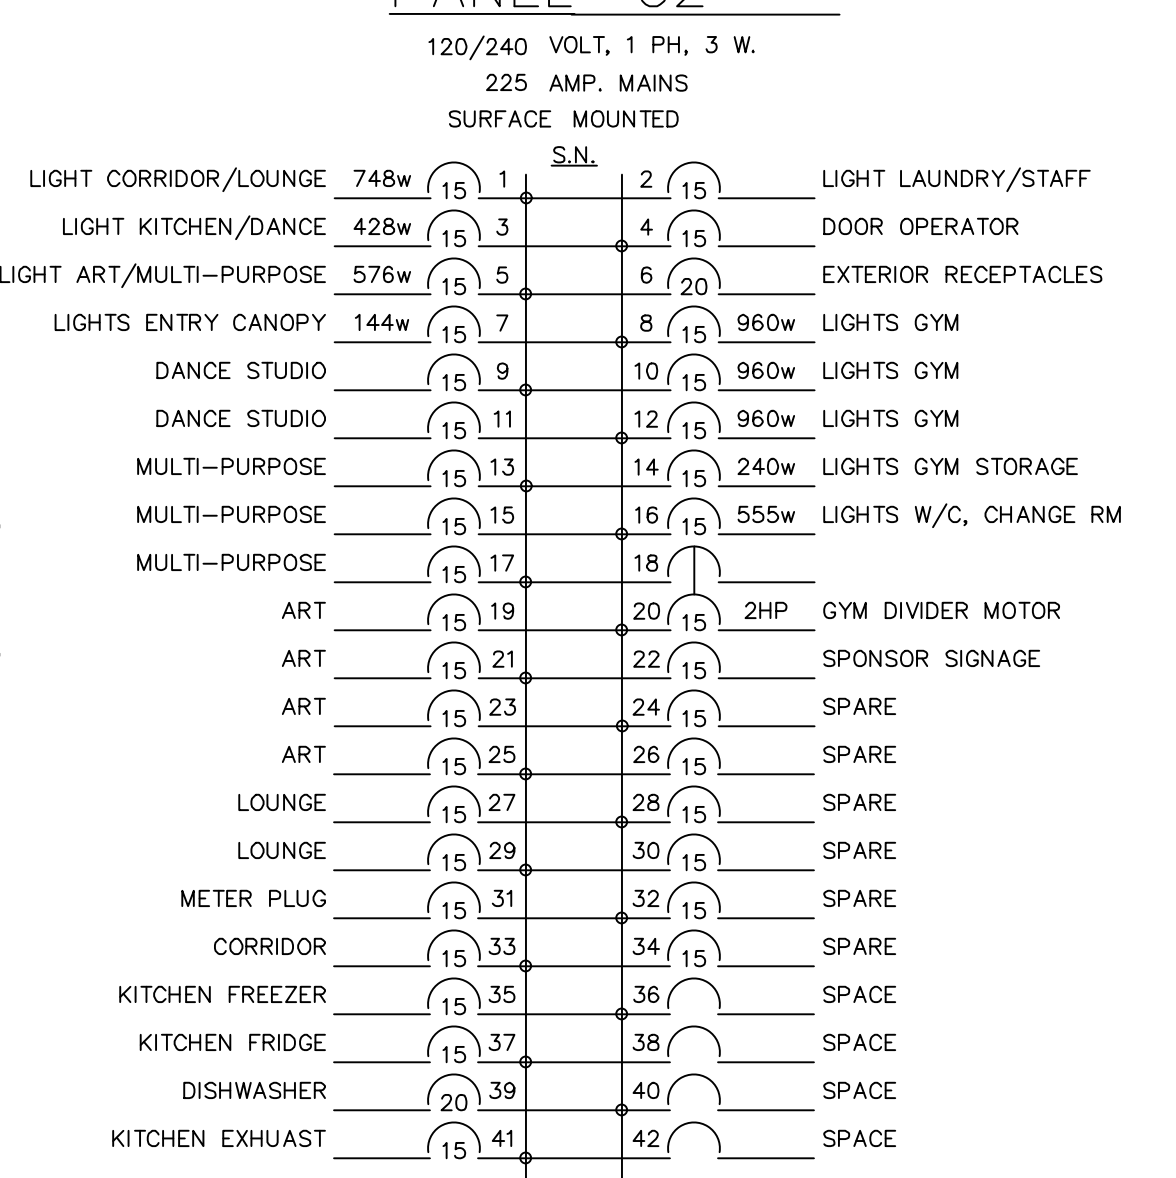 120/240 VOLT, 1 PH, 3 W.
225 AMP. MAINS
SURFACE MOUNTED
S.N.
LIGHT CORRIDOR/LOUNGE 748w 15 1 2 15 LIGHT LAUNDRY/STAFF
LIGHT KITCHEN/DANCE 428w 15 3 4 15 DOOR OPERATOR
LIGHT ART/MULTI-PURPOSE 576w 15 5 6 20 EXTERIOR RECEPTACLES
LIGHTS ENTRY CANOPY 144w 15 7 8 15 960w LIGHTS GYM
DANCE STUDIO 15 9 10 15 960w LIGHTS GYM
DANCE STUDIO 15 11 12 15 960w LIGHTS GYM
MULTI-PURPOSE 15 13 14 15 240w LIGHTS GYM STORAGE
MULTI-PURPOSE 15 15 16 15 555w LIGHTS W/C, CHANGE RM
MULTI-PURPOSE 15 17 18
ART 15 19 20 15 2HP GYM DIVIDER MOTOR
ART 15 21 22 15 SPONSOR SIGNAGE
ART 15 23 24 15 SPARE
ART 15 25 26 15 SPARE
LOUNGE 15 27 28 15 SPARE
LOUNGE 15 29 30 15 SPARE
METER PLUG 15 31 32 15 SPARE
CORRIDOR 15 33 34 15 SPARE
KITCHEN FREEZER 15 35 36 SPACE
KITCHEN FRIDGE 15 37 38 SPACE
DISHWASHER 20 39 40 SPACE
KITCHEN EXHUAST 15 41 42 SPACE